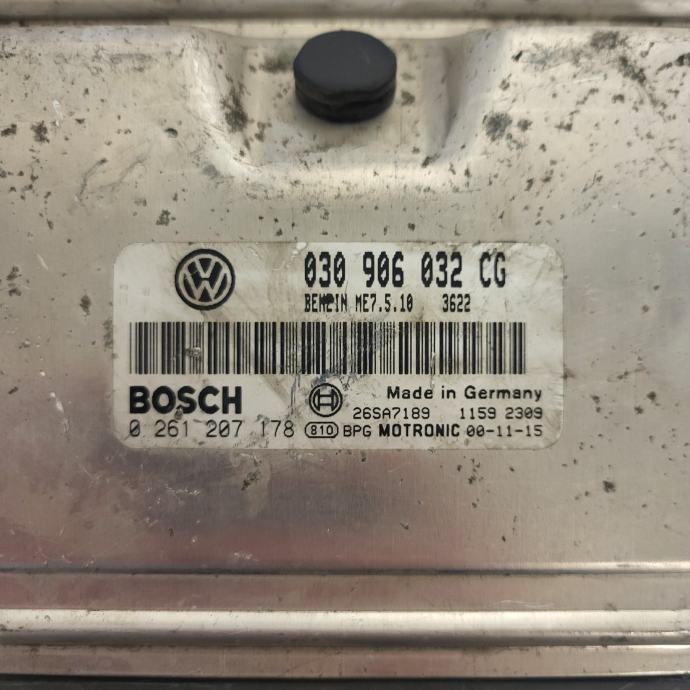 VW
030 906 032 CG
BENZIN ME7.5.10 3622
BOSCH
Made in Germany
26SA7189 1159 2309
0 261 207 178 810 BPG MOTRONIC 00-11-15